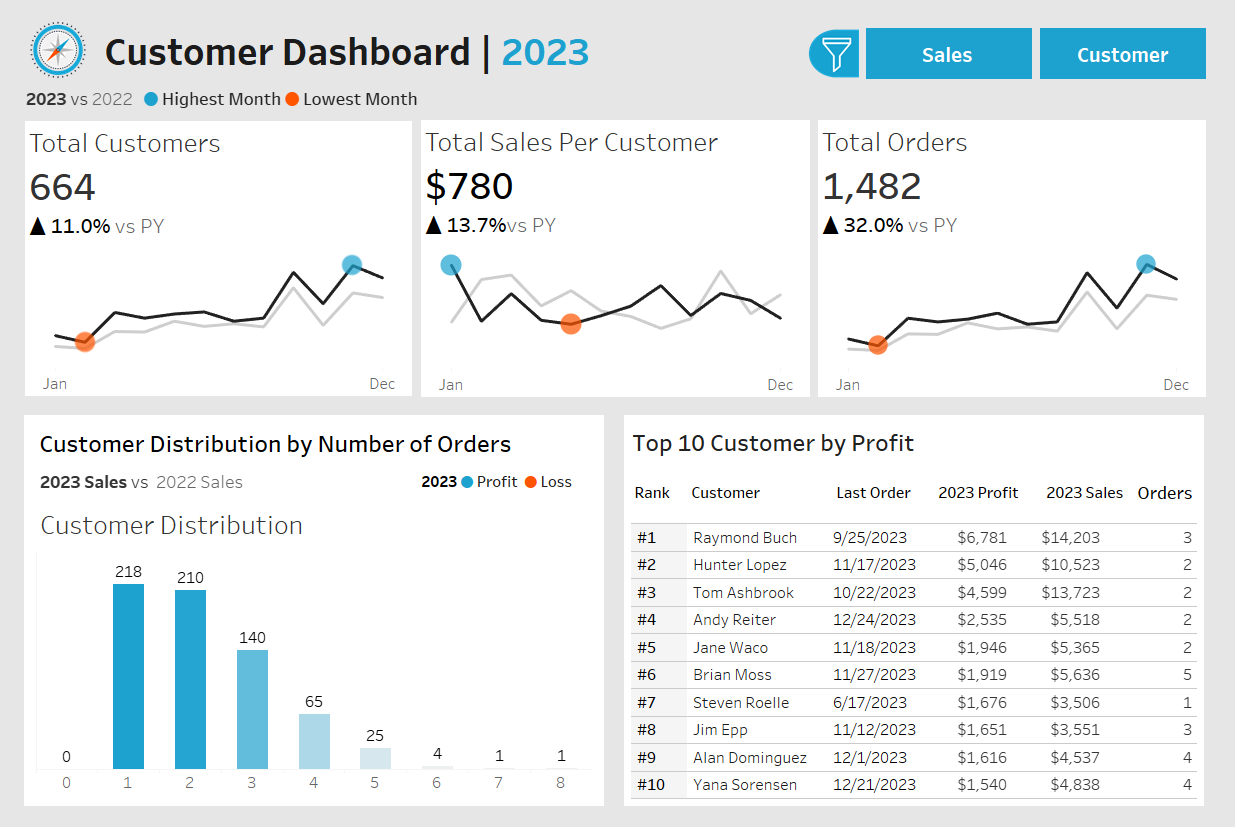 Customer Dashboard | 2023
Sales
Customer
2023 vs 2022 Highest Month Lowest Month
Total Customers
664
▲ 11.0% vs PY
Jan Dec
Total Sales Per Customer
$780
▲ 13.7%vs PY
Jan Dec
Total Orders
1,482
▲ 32.0% vs PY
Jan Dec
Customer Distribution by Number of Orders
2023 Sales vs 2022 Sales
2023 Profit Loss
Customer Distribution
0 218 210 140 65 25 4 1 1
0 1 2 3 4 5 6 7 8
Top 10 Customer by Profit
Rank Customer Last Order 2023 Profit 2023 Sales Orders
#1 Raymond Buch 9/25/2023 $6,781 $14,203 3
#2 Hunter Lopez 11/17/2023 $5,046 $10,523 2
#3 Tom Ashbrook 10/22/2023 $4,599 $13,723 2
#4 Andy Reiter 12/24/2023 $2,535 $5,518 2
#5 Jane Waco 11/18/2023 $1,946 $5,365 2
#6 Brian Moss 11/27/2023 $1,919 $5,636 5
#7 Steven Roelle 6/17/2023 $1,676 $3,506 1
#8 Jim Epp 11/12/2023 $1,651 $3,551 3
#9 Alan Dominguez 12/1/2023 $1,616 $4,537 4
#10 Yana Sorensen 12/21/2023 $1,540 $4,838 4